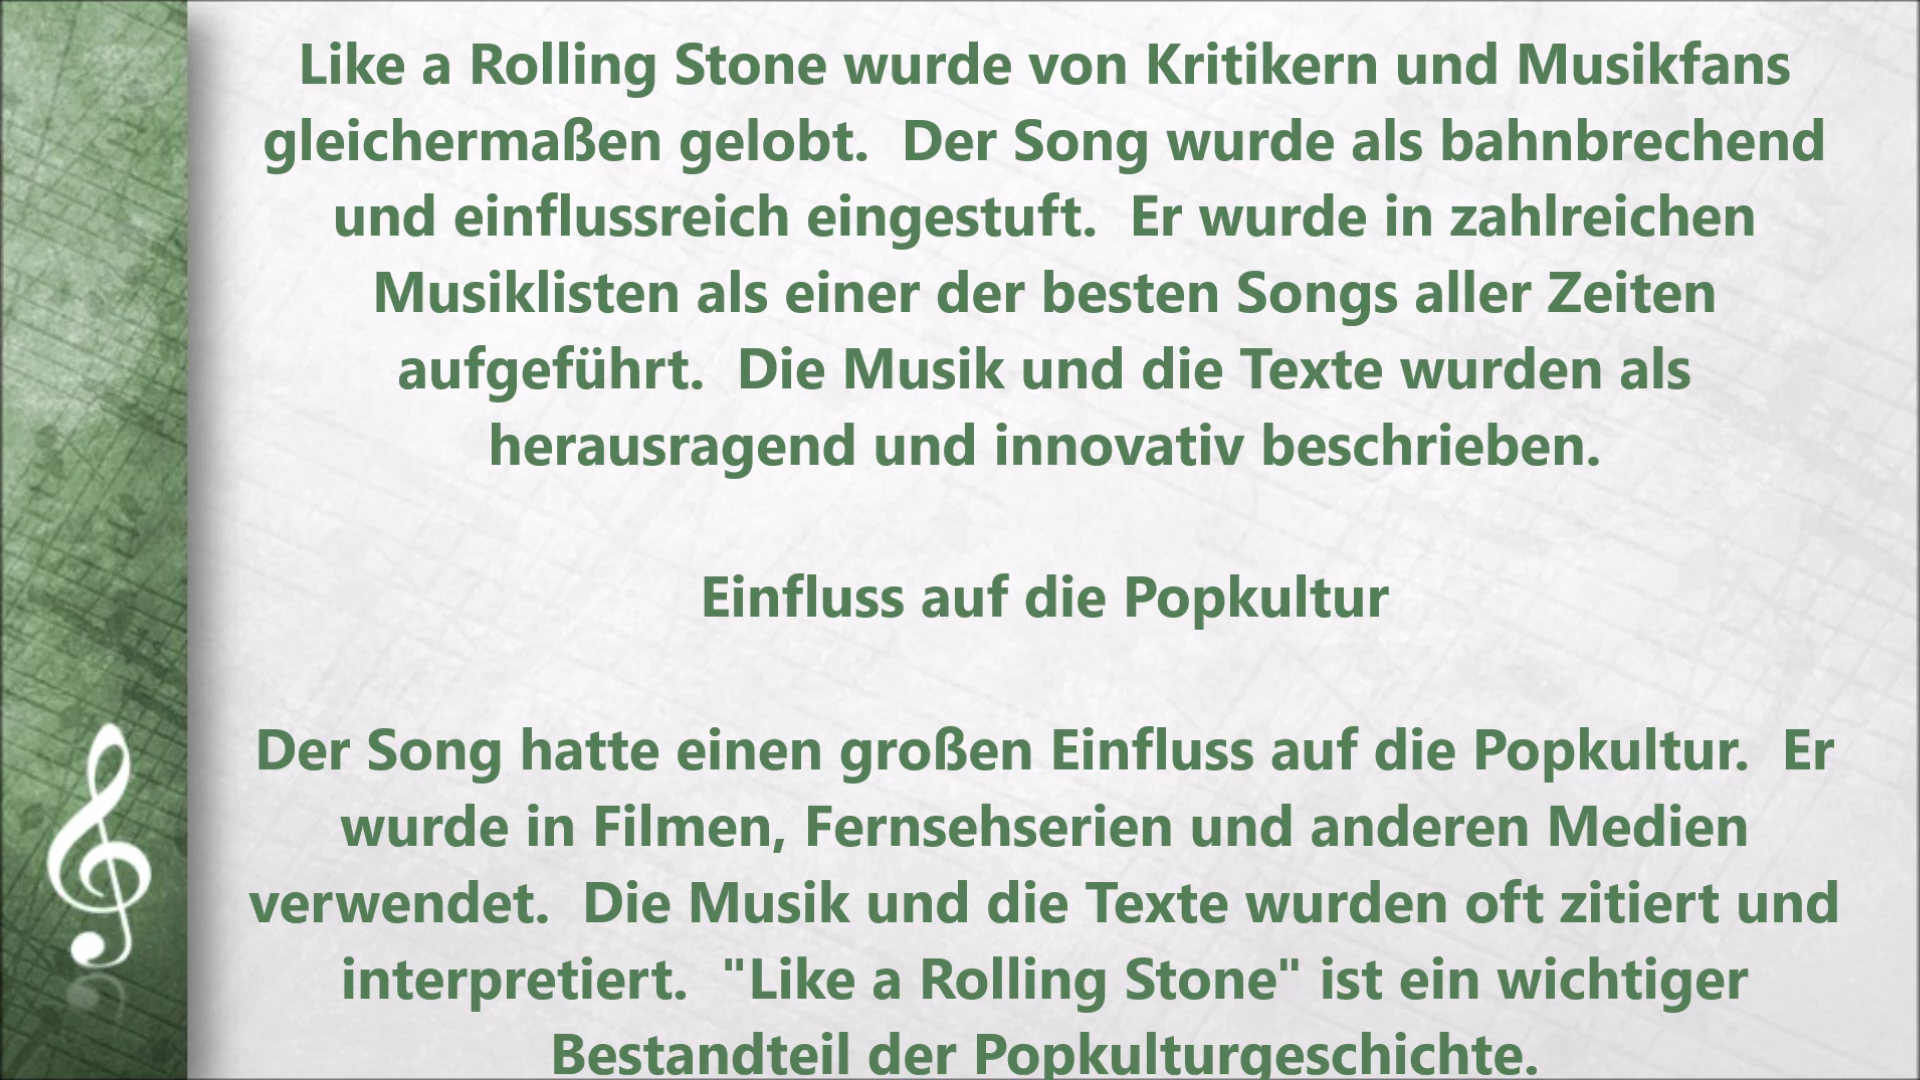 Like a Rolling Stone wurde von Kritikern und Musikfans
gleichermaßen gelobt.  Der Song wurde als bahnbrechend
und einflussreich eingestuft.  Er wurde in zahlreichen
Musiklisten als einer der besten Songs aller Zeiten
aufgeführt.  Die Musik und die Texte wurden als
herausragend und innovativ beschrieben.
Einfluss auf die Popkultur
Der Song hatte einen großen Einfluss auf die Popkultur.  Er
wurde in Filmen, Fernsehserien und anderen Medien
verwendet.  Die Musik und die Texte wurden oft zitiert und
interpretiert.  "Like a Rolling Stone" ist ein wichtiger
Bestandteil der Popkulturgeschichte.